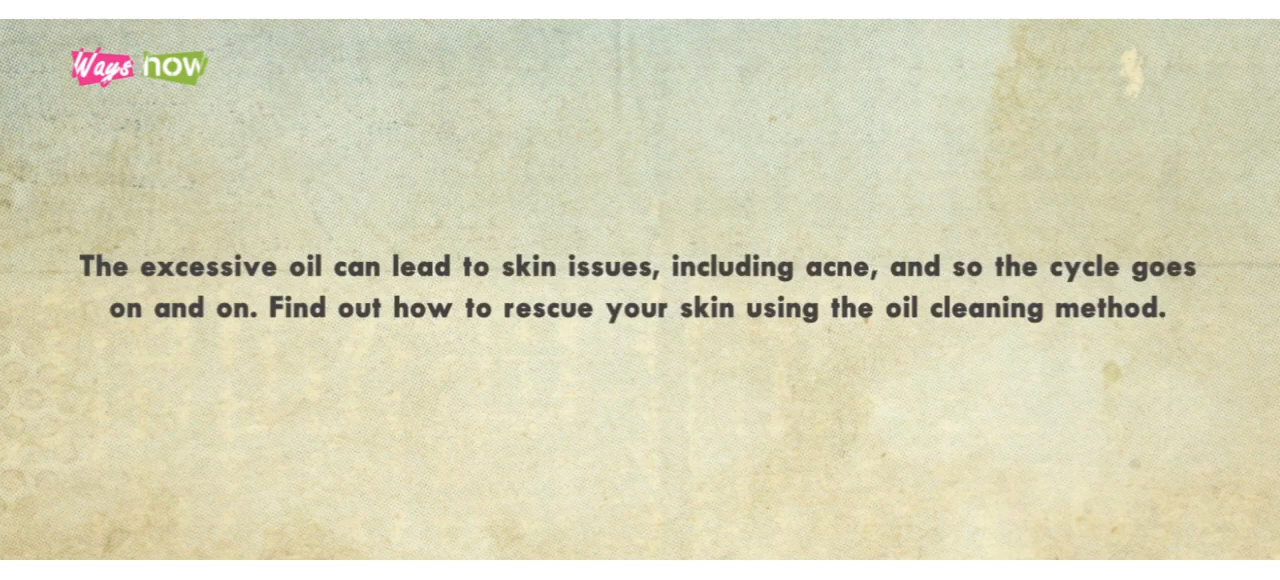 Ways now
The excessive oil can lead to skin issues, including acne, and so the cycle goes
on and on. Find out how to rescue your skin using the oil cleaning method.